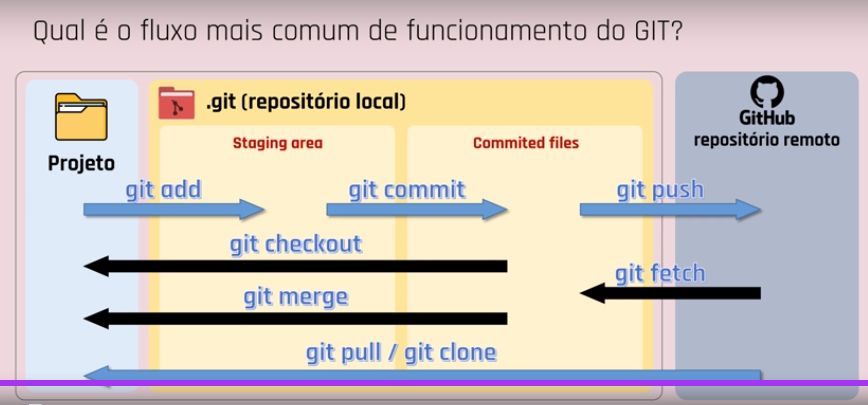 Qual é o fluxo mais comum de funcionamento do GIT?
.git (repositório local)
GitHub
repositório remoto
Projeto
Staging area
Commited files
git add
git commit
git push
git checkout
git fetch
git merge
git pull / git clone